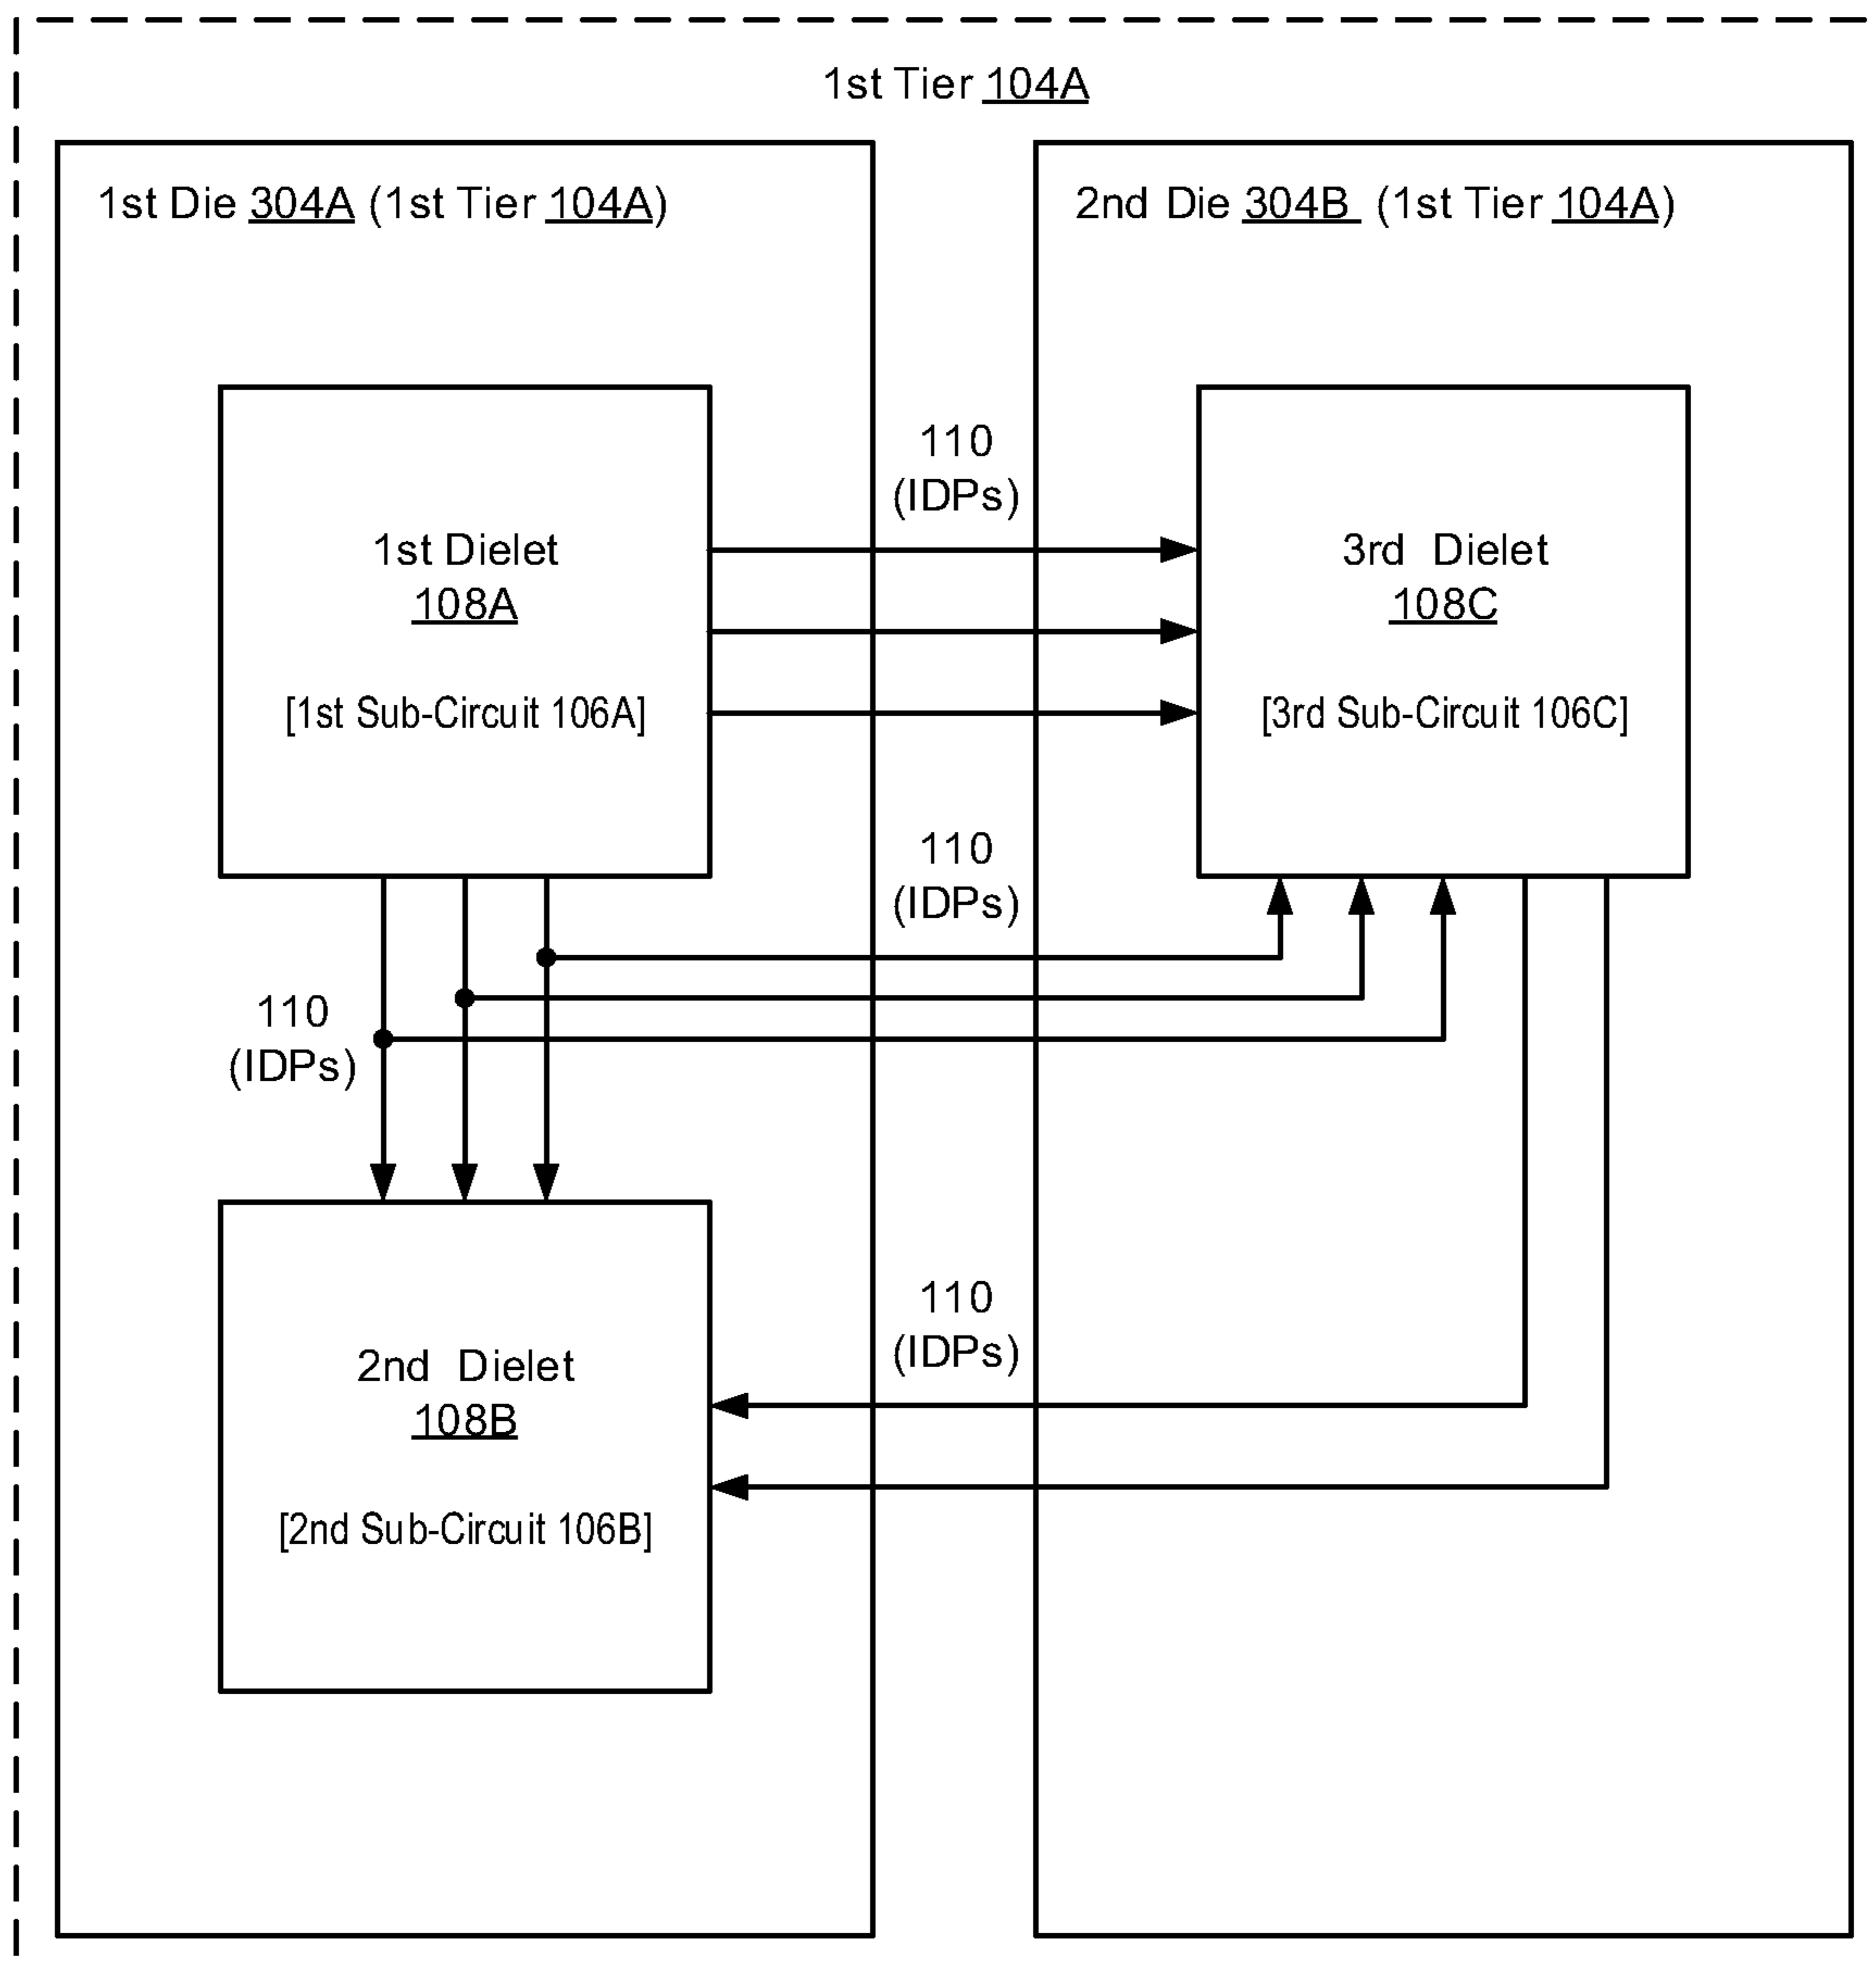 1st Tier 104A
1st Die 304A (1st Tier 104A)
2nd Die 304B (1st Tier 104A)
110
(IDPs)
1st Dielet
108A
[1st Sub-Circuit 106A]
3rd Dielet
108C
[3rd Sub-Circuit 106C]
110
(IDPs)
110
(IDPs)
110
(IDPs)
2nd Dielet
108B
[2nd Sub-Circuit 106B]